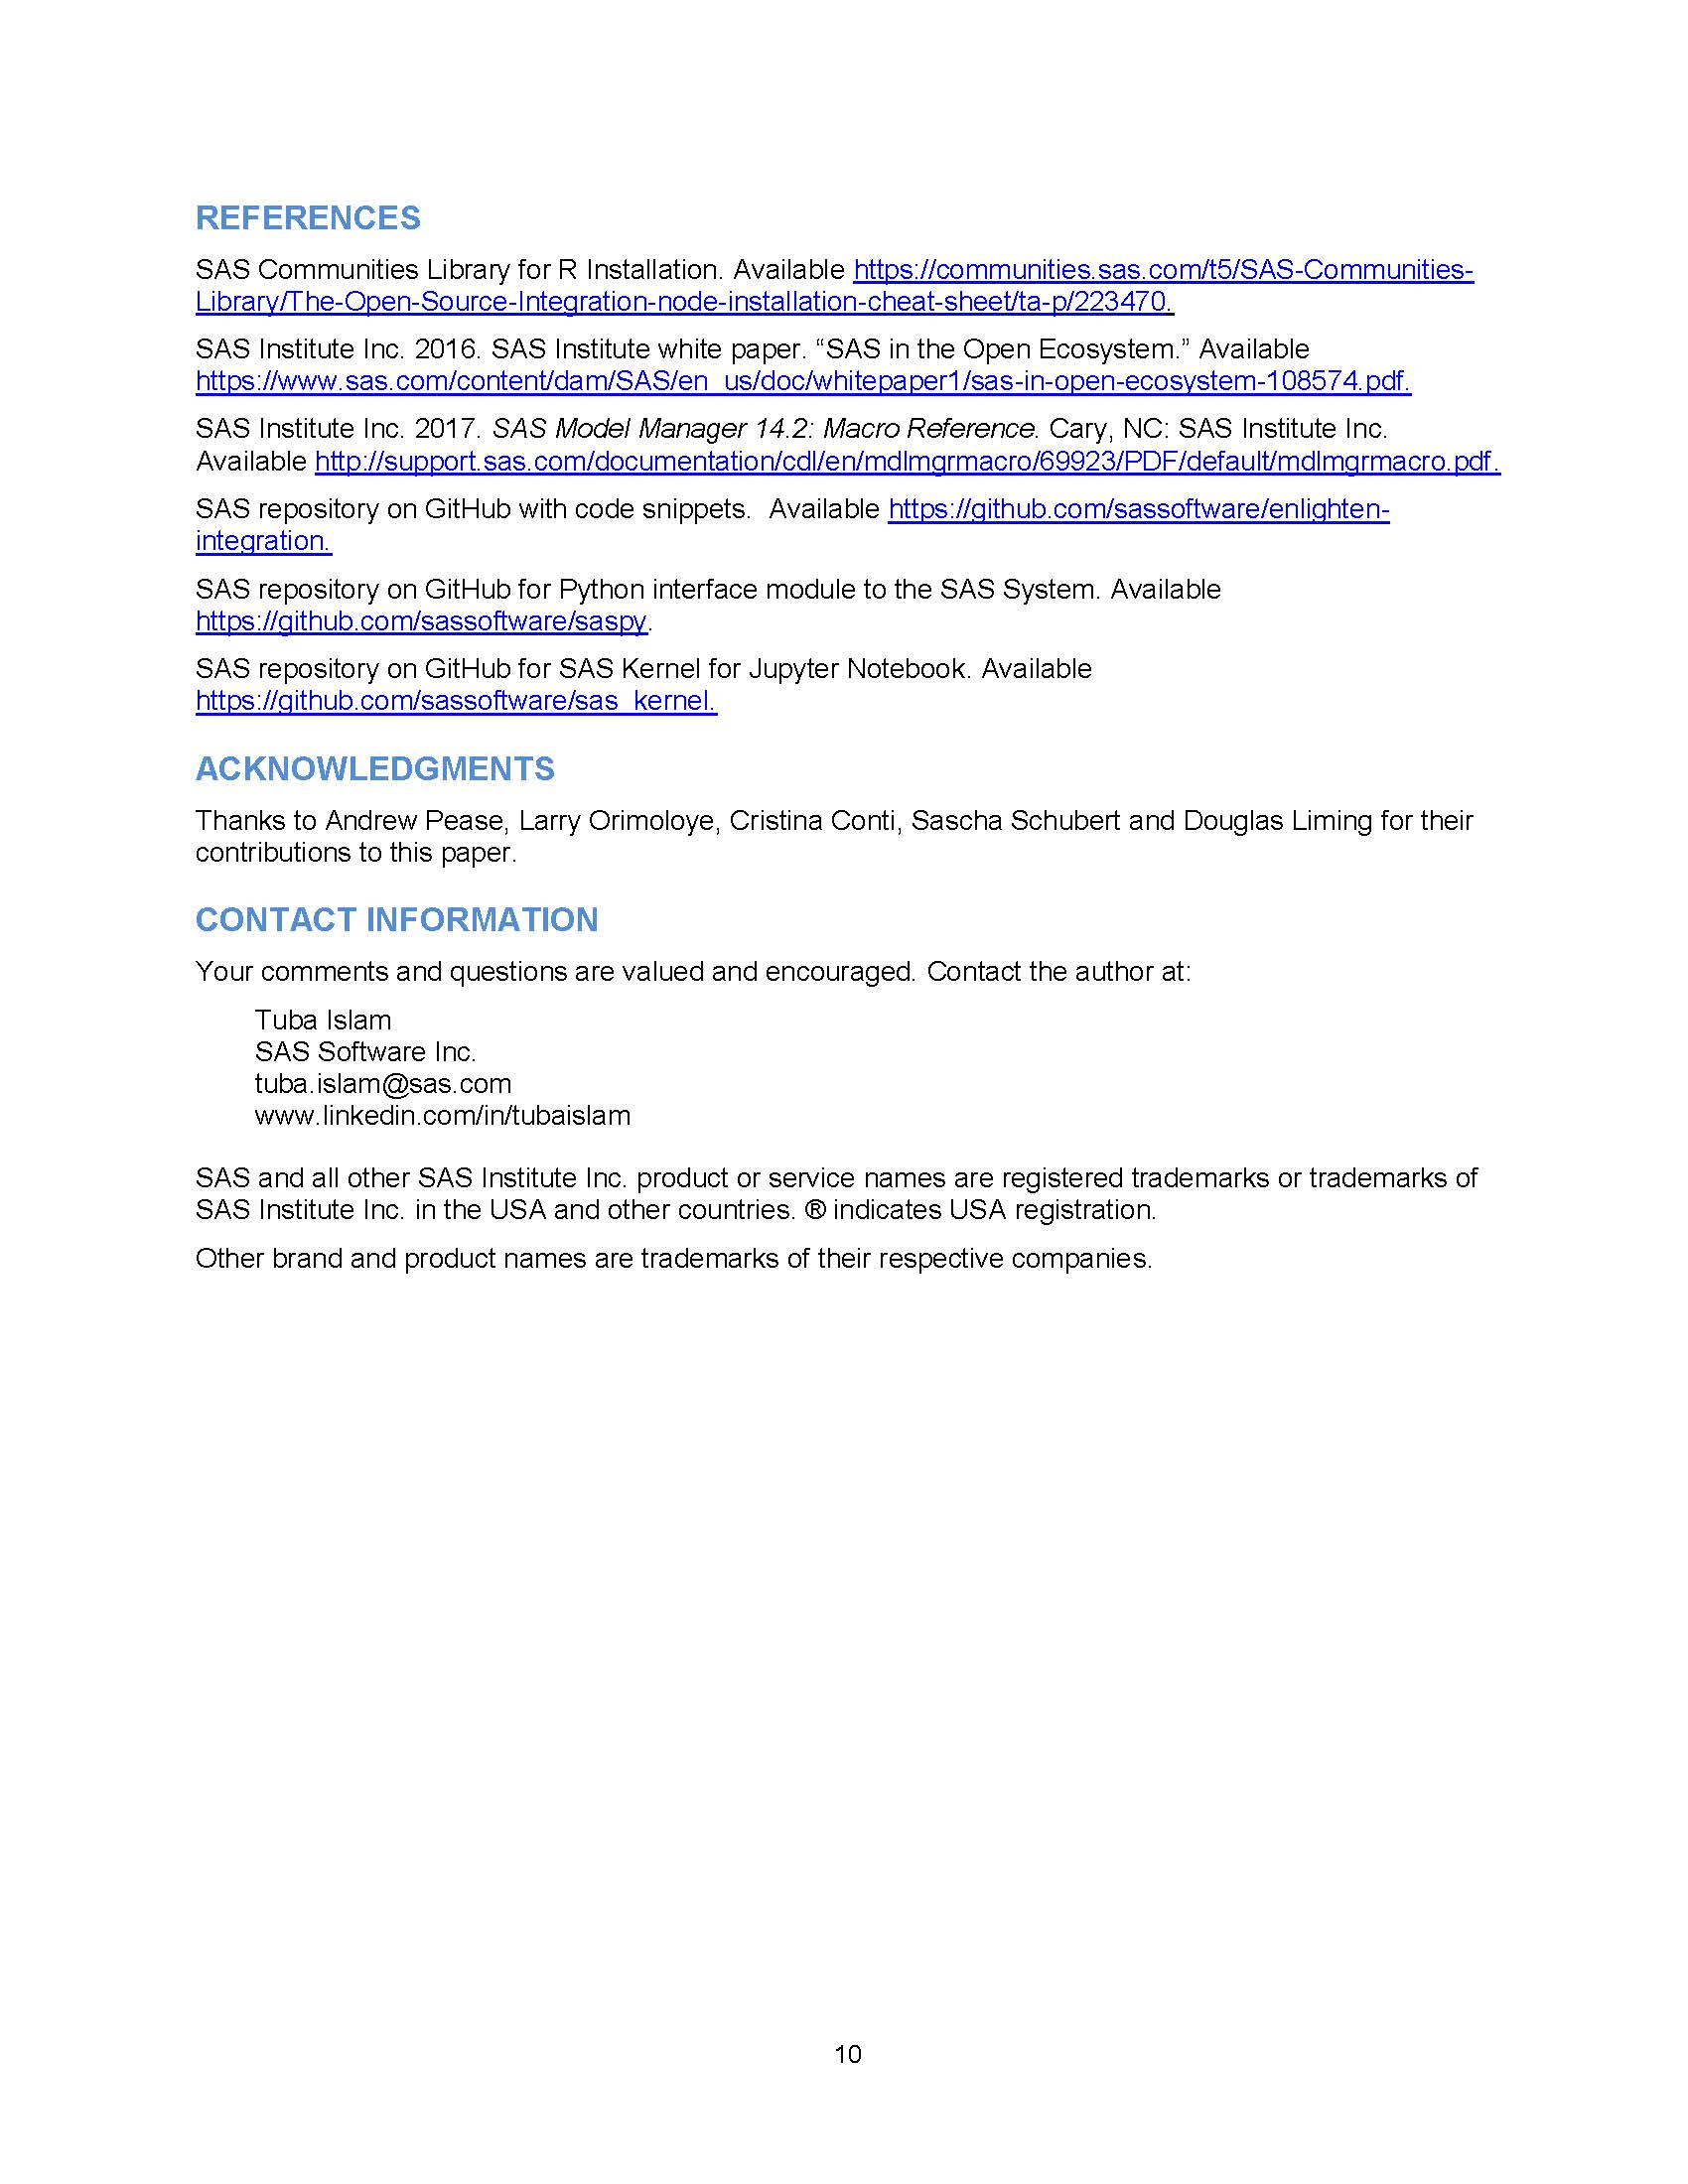 REFERENCES
SAS Communities Library for R Installation. Available https://communities.sas.com/t5/SAS-Communities-
Library/The-Open-Source-Integration-node-installation-cheat-sheet/ta-p/223470.
SAS Institute Inc. 2016. SAS Institute white paper. “SAS in the Open Ecosystem.” Available
https://www.sas.com/content/dam/SAS/en_us/doc/whitepaper1/sas-in-open-ecosystem-108574.pdf.
SAS Institute Inc. 2017. SAS Model Manager 14.2: Macro Reference. Cary, NC: SAS Institute Inc.
Available http://support.sas.com/documentation/cdl/en/mdlmgrmacro/69923/PDF/default/mdlmgrmacro.pdf.
SAS repository on GitHub with code snippets.  Available https://github.com/sassoftware/enlighten-
integration.
SAS repository on GitHub for Python interface module to the SAS System. Available
https://github.com/sassoftware/saspy.
SAS repository on GitHub for SAS Kernel for Jupyter Notebook. Available
https://github.com/sassoftware/sas_kernel.
ACKNOWLEDGMENTS
Thanks to Andrew Pease, Larry Orimoloye, Cristina Conti, Sascha Schubert and Douglas Liming for their
contributions to this paper.
CONTACT INFORMATION
Your comments and questions are valued and encouraged. Contact the author at:
Tuba Islam
SAS Software Inc.
tuba.islam@sas.com
www.linkedin.com/in/tubaislam
SAS and all other SAS Institute Inc. product or service names are registered trademarks or trademarks of
SAS Institute Inc. in the USA and other countries. ® indicates USA registration.
Other brand and product names are trademarks of their respective companies.
10